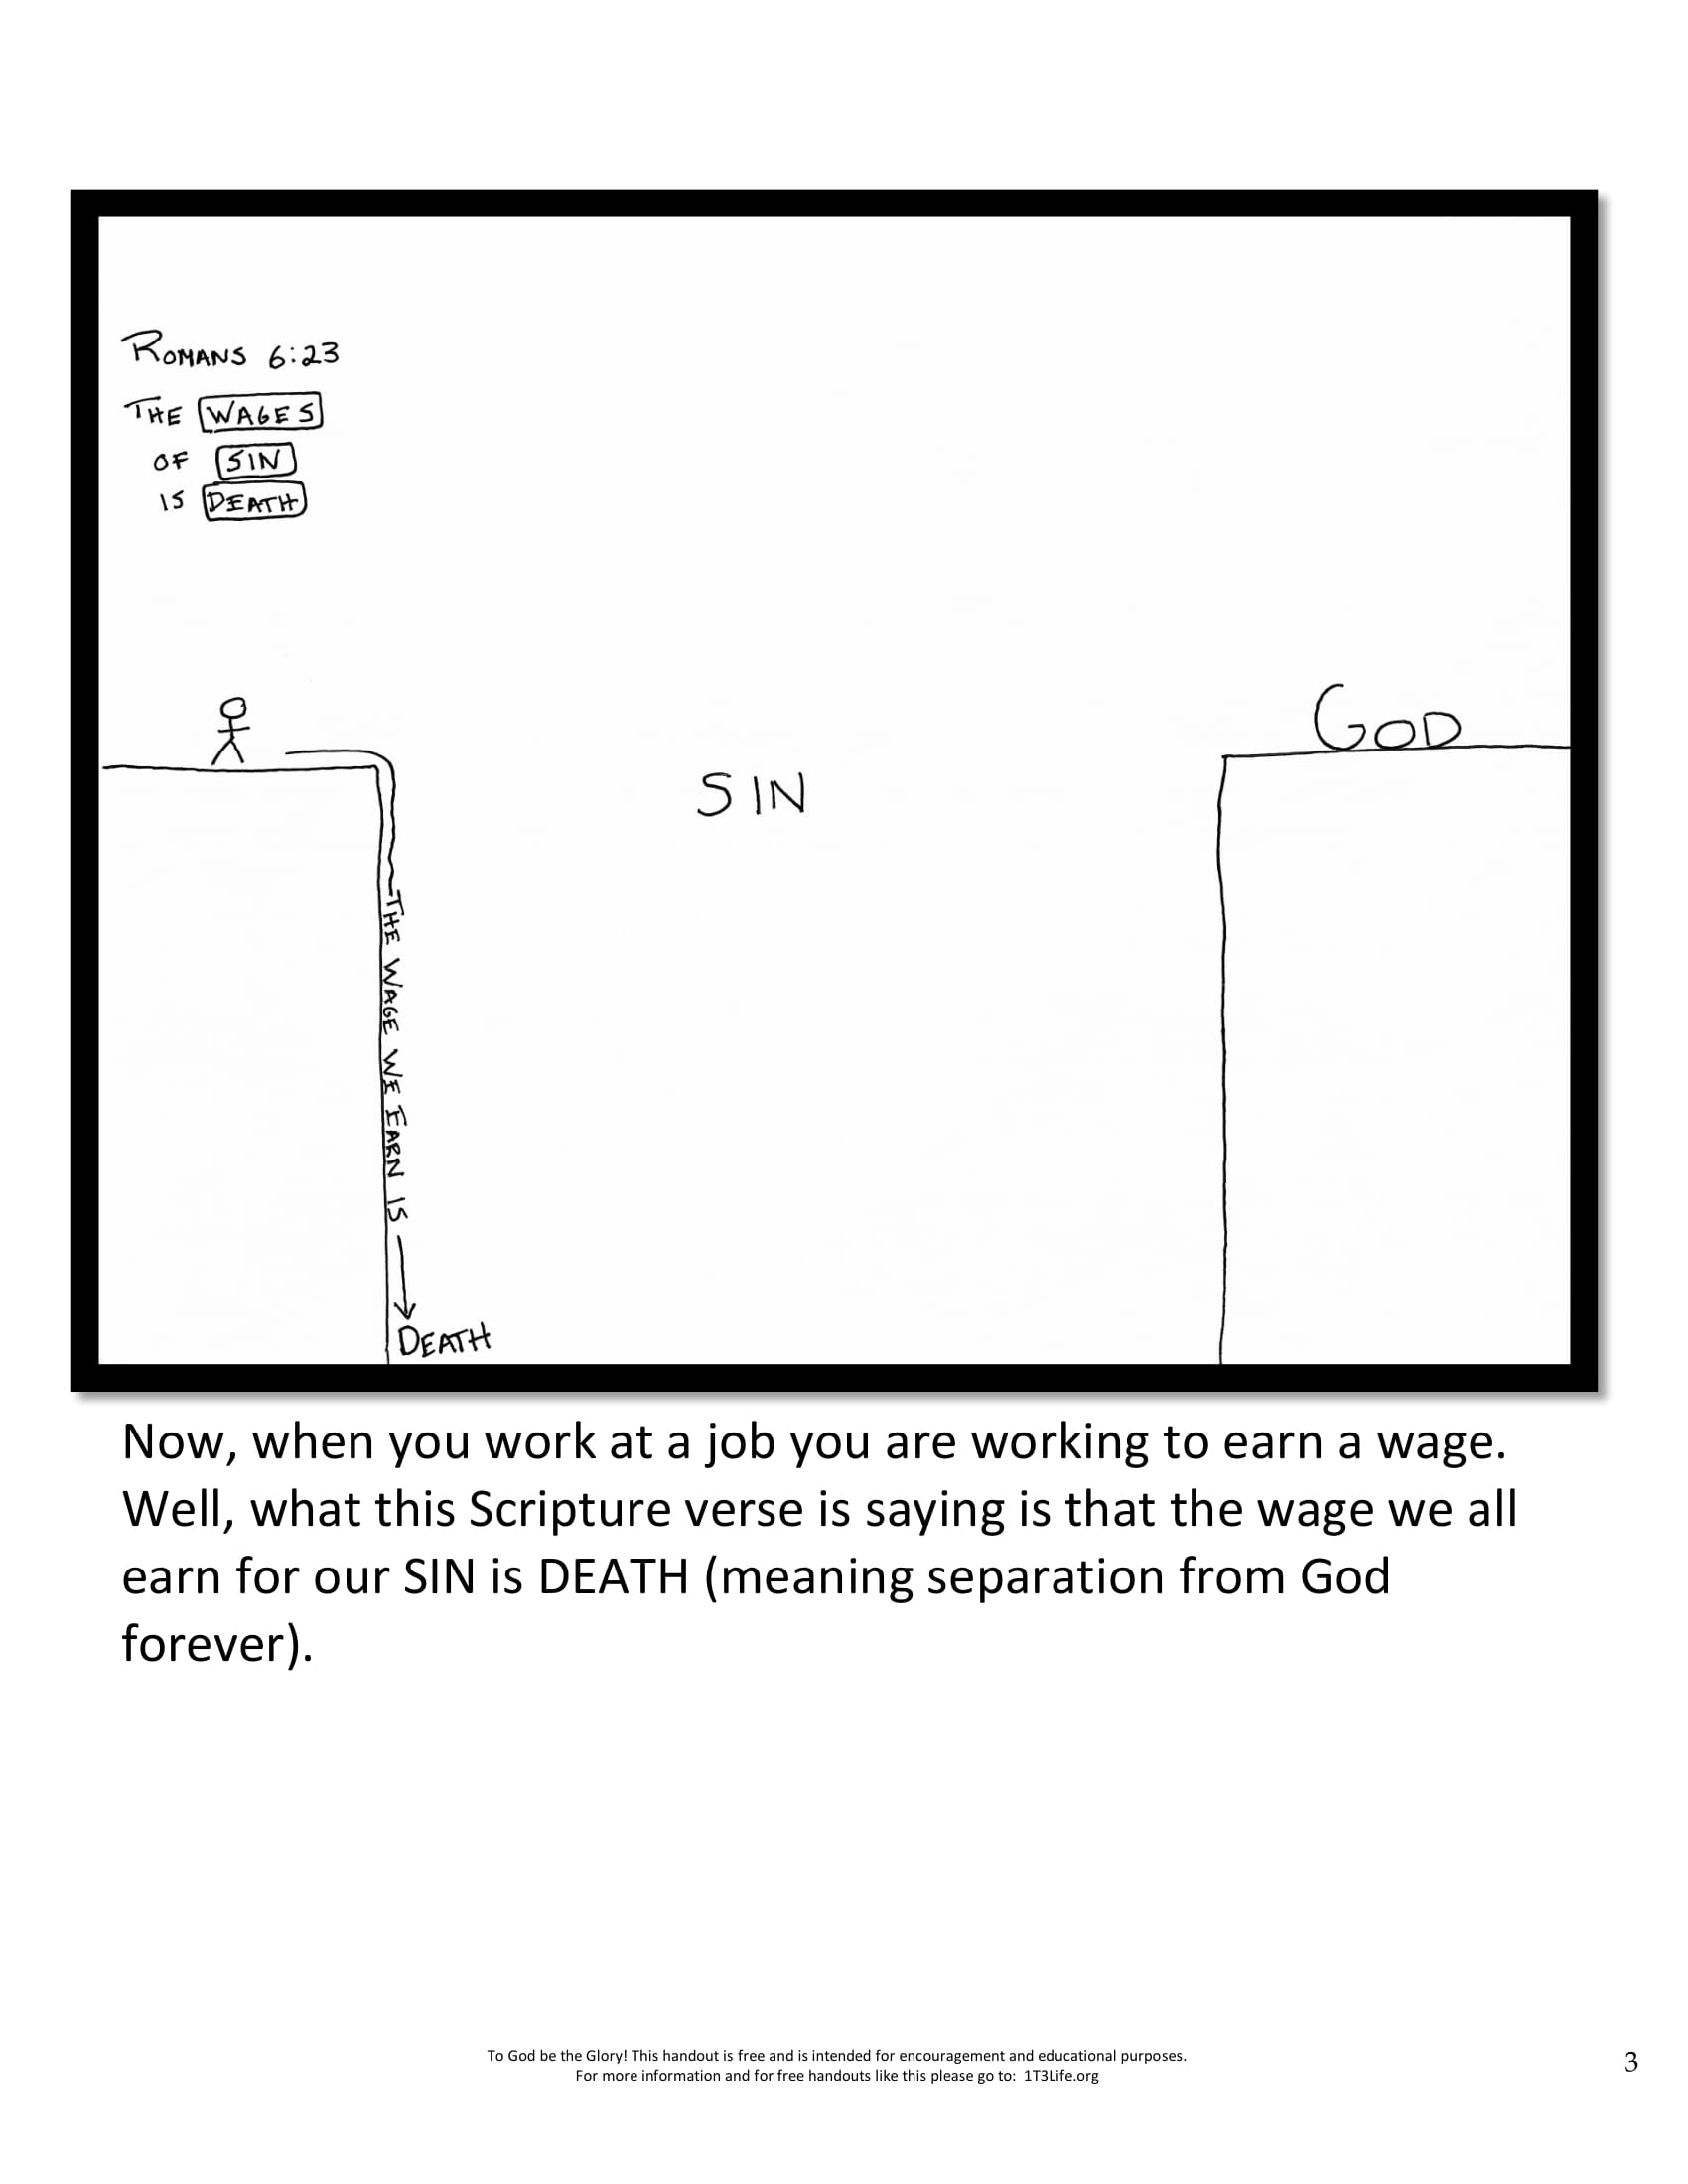 ROMANS 6:23
THE WAGES
OF SIN
IS DEATH
GOD
SIN
THE WAGE WE EARN IS
DEATH
Now, when you work at a job you are working to earn a wage.
Well, what this Scripture verse is saying is that the wage we all
earn for our SIN is DEATH (meaning separation from God
forever).
To God be the Glory! This handout is free and is intended for encouragement and educational purposes.
For more information and for free handouts like this please go to: 1T3Life.org
3